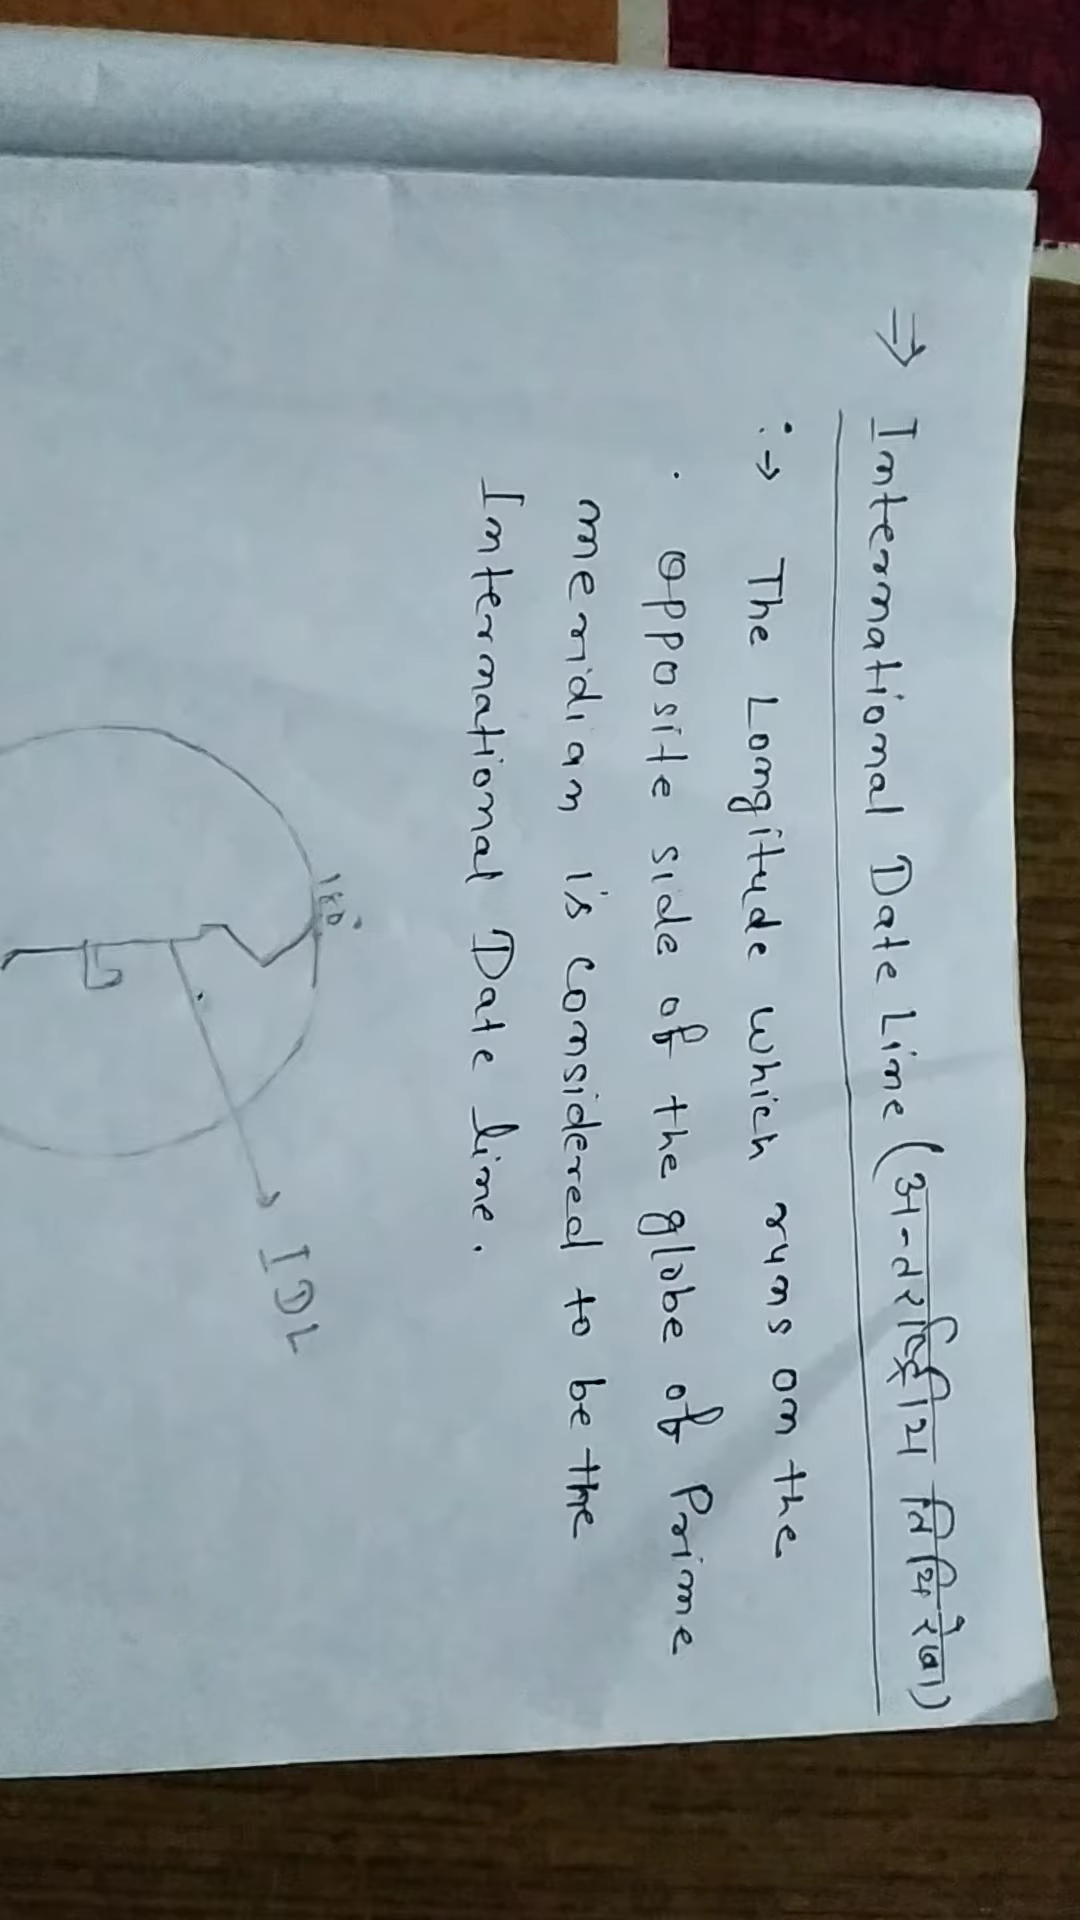 ⇒ International Date Line (अन्तर्राष्ट्रीय तिथि रेखा)
:→ The Longitude which runs on the
. opposite side of the globe of Prime
meridian is considered to be the
International Date line.
180°
IDL